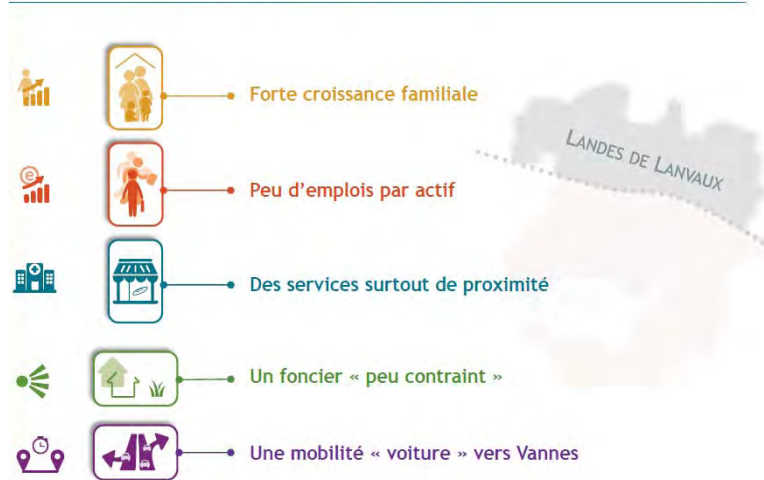 Forte croissance familiale
LANDES DE LANVAUX
Peu d'emplois par actif
Des services surtout de proximité
Un foncier « peu contraint »
Une mobilité « voiture » vers Vannes